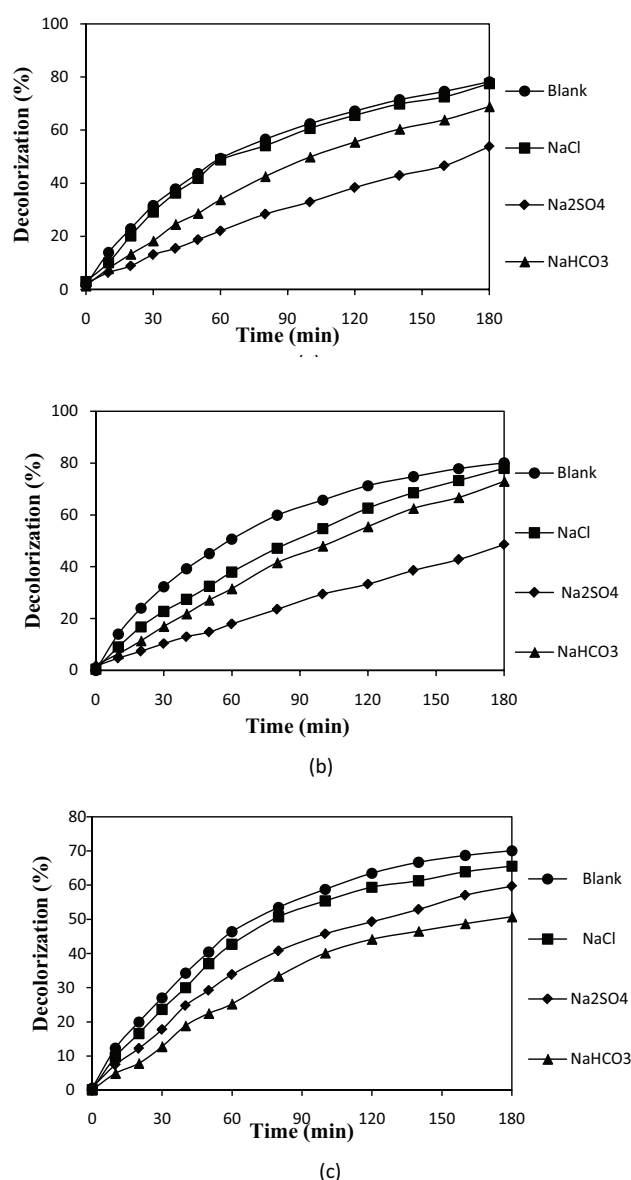 100
80
60
40
20
0
Decolorization (%)
0 30 60 90 120 150 180
Time (min)
Blank
NaCl
Na2SO4
NaHCO3
100
80
60
40
20
0
Decolorization (%)
0 30 60 90 120 150 180
Time (min)
Blank
NaCl
Na2SO4
NaHCO3
(b)
80
70
60
50
40
30
20
10
0
Decolorization (%)
0 30 60 90 120 150 180
Time (min)
Blank
NaCl
Na2SO4
NaHCO3
(c)